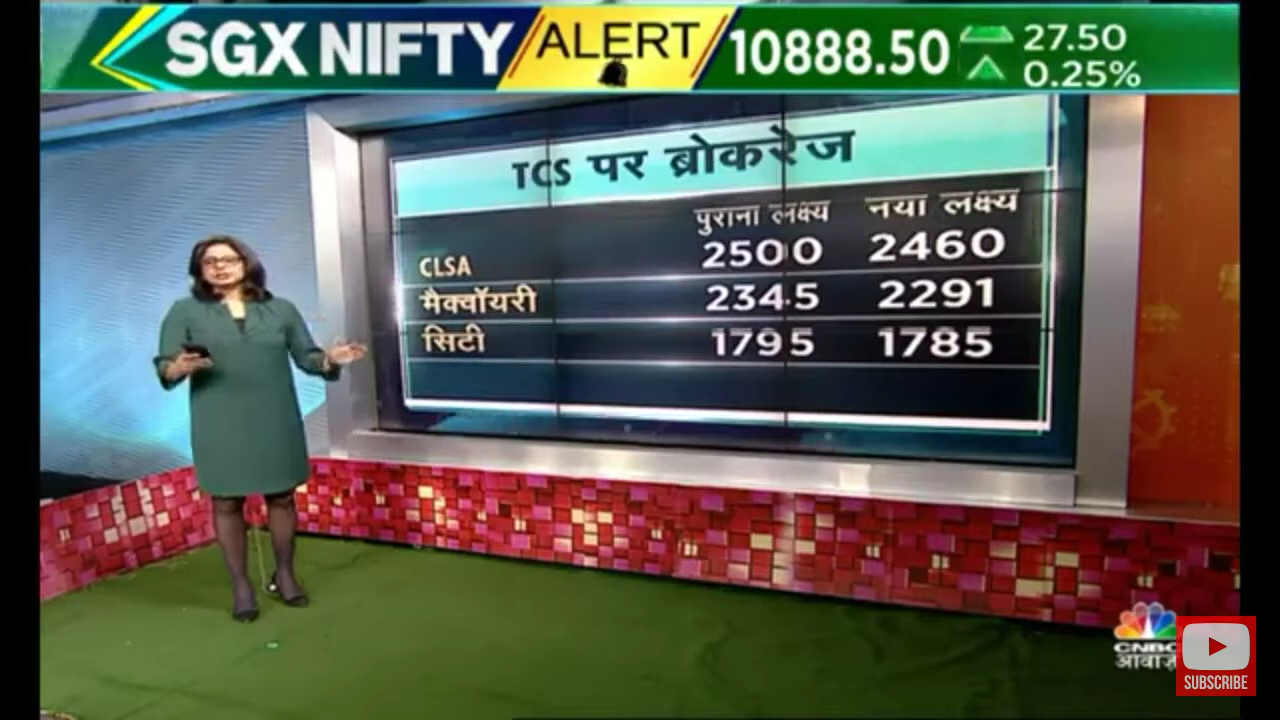 SGX NIFTY ALERT 10888.50 27.50
0.25%
TCS पर ब्रोकरेज
पुराना लक्ष्य नया लक्ष्य
CLSA 2500 2460
मैक्वॉयरी 2345 2291
सिटी 1795 1785
CNBC
आवाज़
SUBSCRIBE